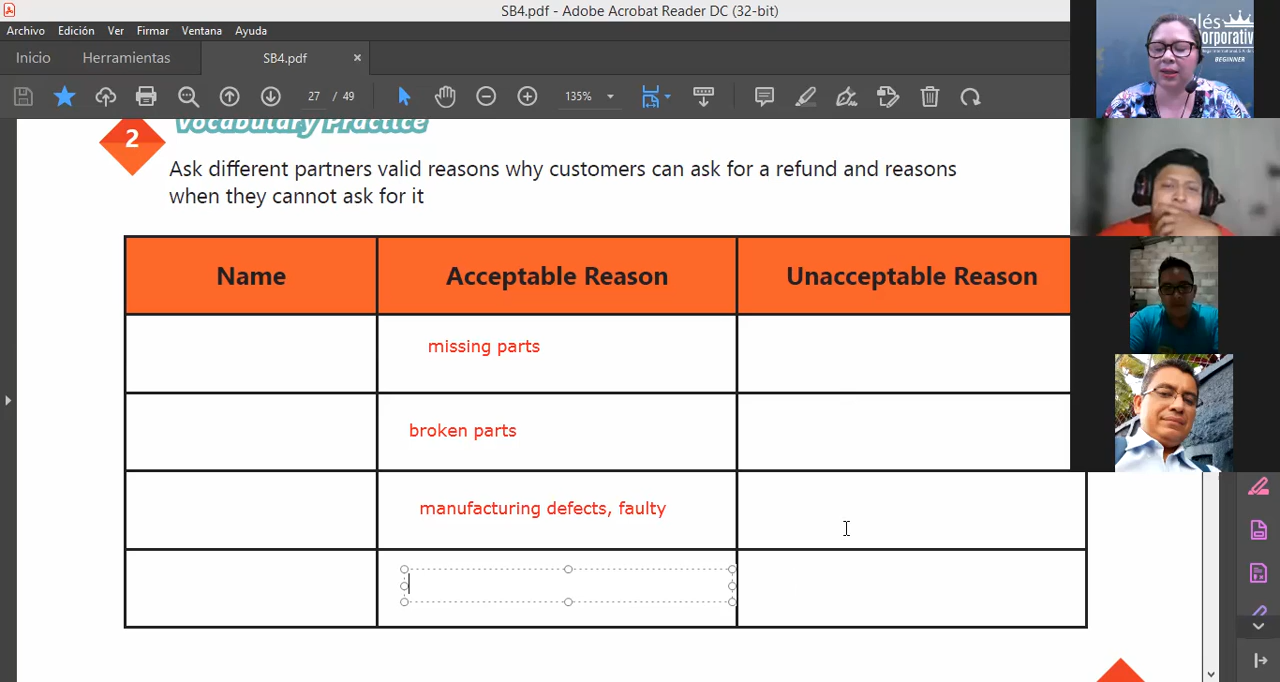 SB4.pdf - Adobe Acrobat Reader DC (32-bit)
Archivo Edición Ver Firmar Ventana Ayuda
Inicio Herramientas SB4.pdf ×
27 / 49 135%
glés
orporativ
BEGINNER
2
Vocabulary Practice
Ask different partners valid reasons why customers can ask for a refund and reasons
when they cannot ask for it
Name Acceptable Reason Unacceptable Reason
missing parts
broken parts
manufacturing defects, faulty